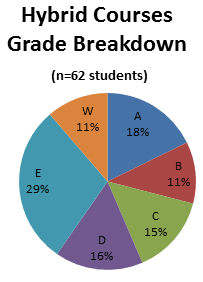 Hybrid Courses
Grade Breakdown
(n=62 students)
W
11%
A
18%
B
11%
E
29%
C
15%
D
16%